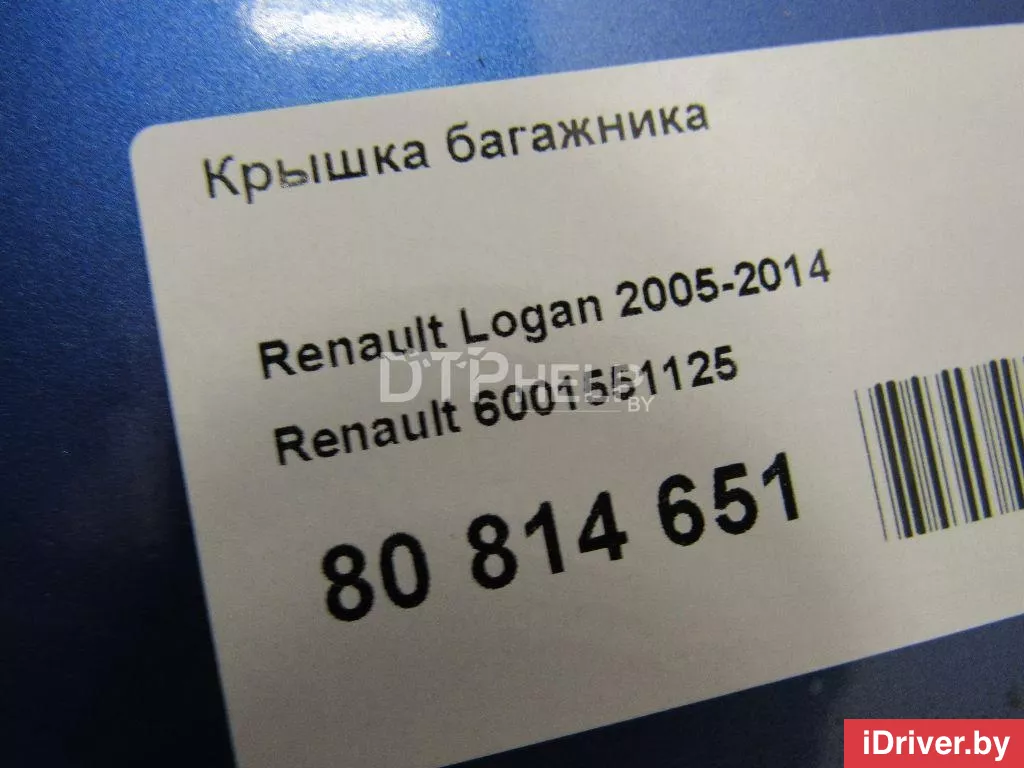 Крышка багажника
Renault Logan 2005-2014
Renault 6001551125
80 814 651
DTPHELP
BY
iDriver.by